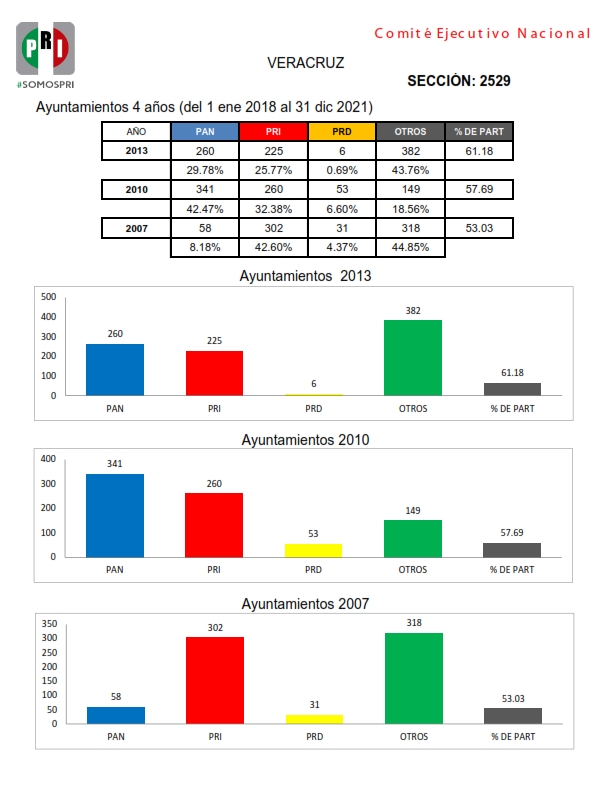 Comité Ejecutivo Nacional
PRI
#SOMOSPRI
VERACRUZ
SECCIÓN: 2529
Ayuntamientos 4 años (del 1 ene 2018 al 31 dic 2021)
AÑO PAN PRI PRD OTROS % DE PART
2013 260 225 6 382 61.18
29.78% 25.77% 0.69% 43.76%
2010 341 260 53 149 57.69
42.47% 32.38% 6.60% 18.56%
2007 58 302 31 318 53.03
8.18% 42.60% 4.37% 44.85%
Ayuntamientos 2013
500
400
300
200
100
0
260 225 6 382 61.18
PAN PRI PRD OTROS % DE PART
Ayuntamientos 2010
400
300
200
100
0
341 260 53 149 57.69
PAN PRI PRD OTROS % DE PART
Ayuntamientos 2007
350
300
250
200
150
100
50
0
58 302 31 318 53.03
PAN PRI PRD OTROS % DE PART